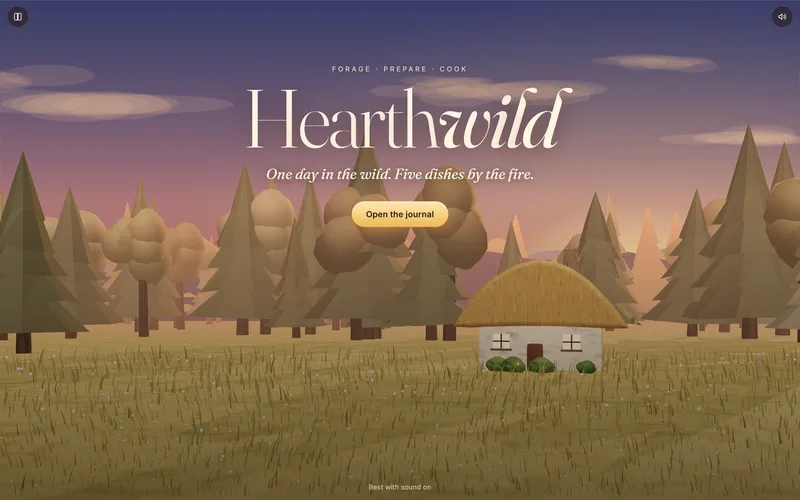 FORAGE · PREPARE · COOK
Hearthwild
One day in the wild. Five dishes by the fire.
Open the journal
Best with sound on